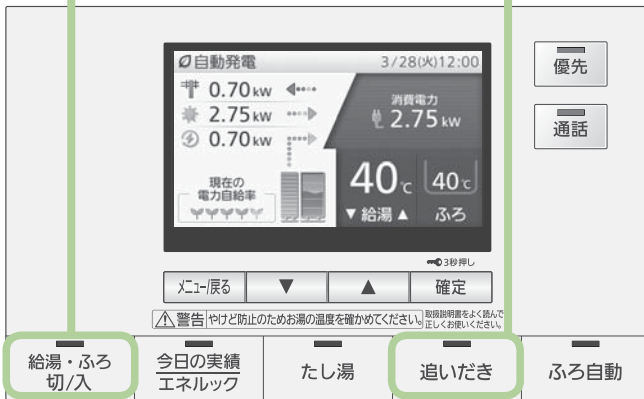 自動発電 3/28(火)12:00
0.70kw
2.75kw
0.70kw
消費電力
2.75kw
現在の
電力自給率
40℃ 40℃
▼給湯▲ ふろ
優先
通話
3秒押し
メニュー/戻る ▼ ▲ 確定
警告 やけど防止のためお湯の温度を確かめてください。 取扱説明書をよく読んで
正しくお使いください。
給湯・ふろ
切/入
今日の実績
エネルック
たし湯
追いだき
ふろ自動